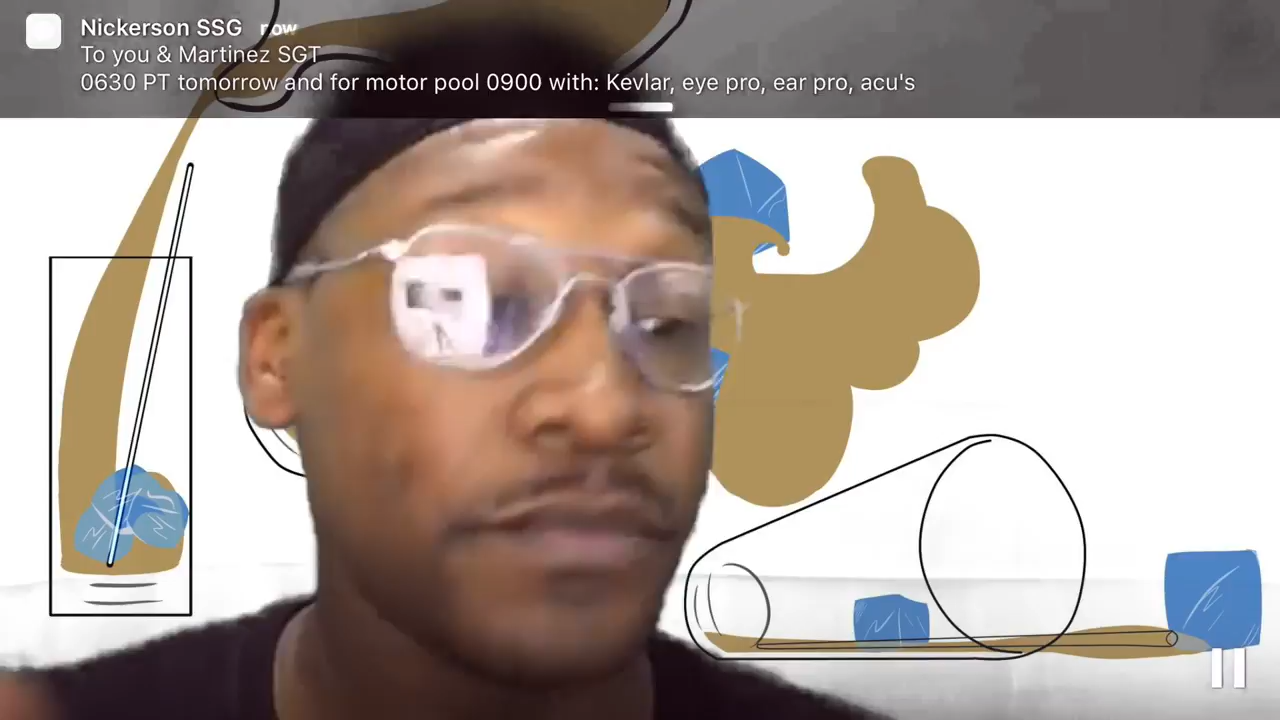 Nickerson SSG now
To you & Martinez SGT
0630 PT tomorrow and for motor pool 0900 with: Kevlar, eye pro, ear pro, acu's